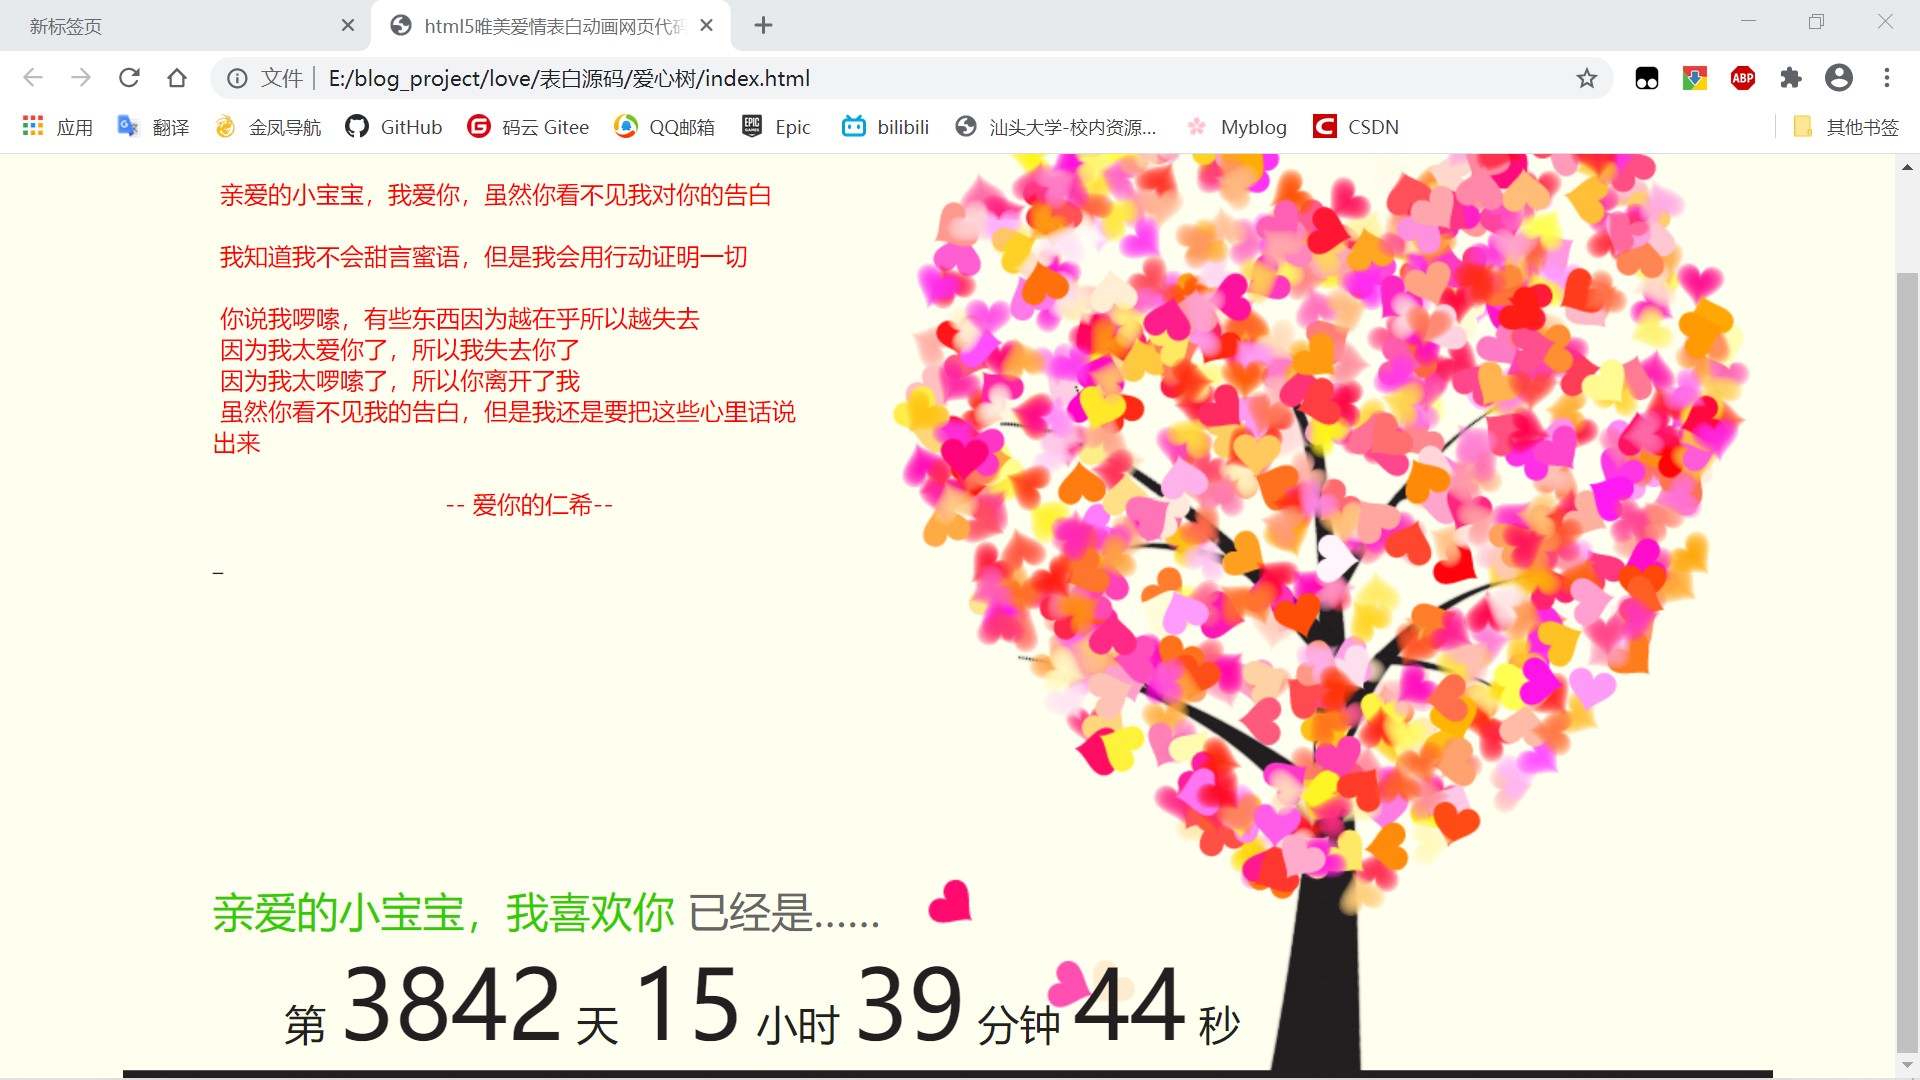 新标签页
html5唯美爱情表白动画网页代码
文件 | E:/blog_project/love/表白源码/爱心树/index.html
ABP
应用 翻译 金凤导航 GitHub 码云 Gitee QQ邮箱 Epic bilibili 汕头大学-校内资源... Myblog CSDN 其他书签
亲爱的小宝宝，我爱你，虽然你看不见我对你的告白
我知道我不会甜言蜜语，但是我会用行动证明一切
你说我啰嗦，有些东西因为越在乎所以越失去
因为我太爱你了，所以我失去你了
因为我太啰嗦了，所以你离开了我
虽然你看不见我的告白，但是我还是要把这些心里话说
出来
-- 爱你的仁希--
_
亲爱的小宝宝，我喜欢你 已经是……
第 3842 天 15 小时 39 分钟 44 秒